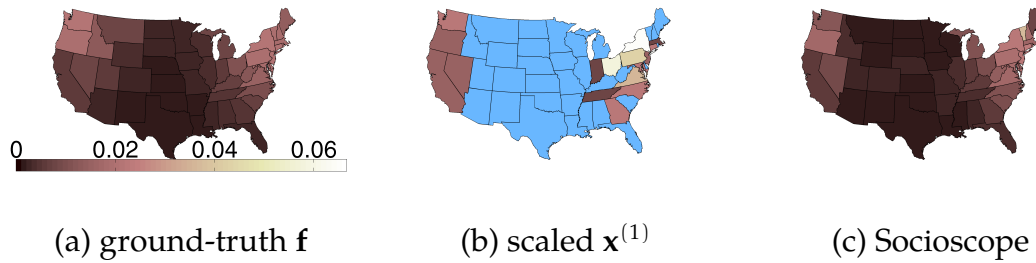 0 0.02 0.04 0.06
(a) ground-truth f (b) scaled x⁽¹⁾ (c) Socioscope